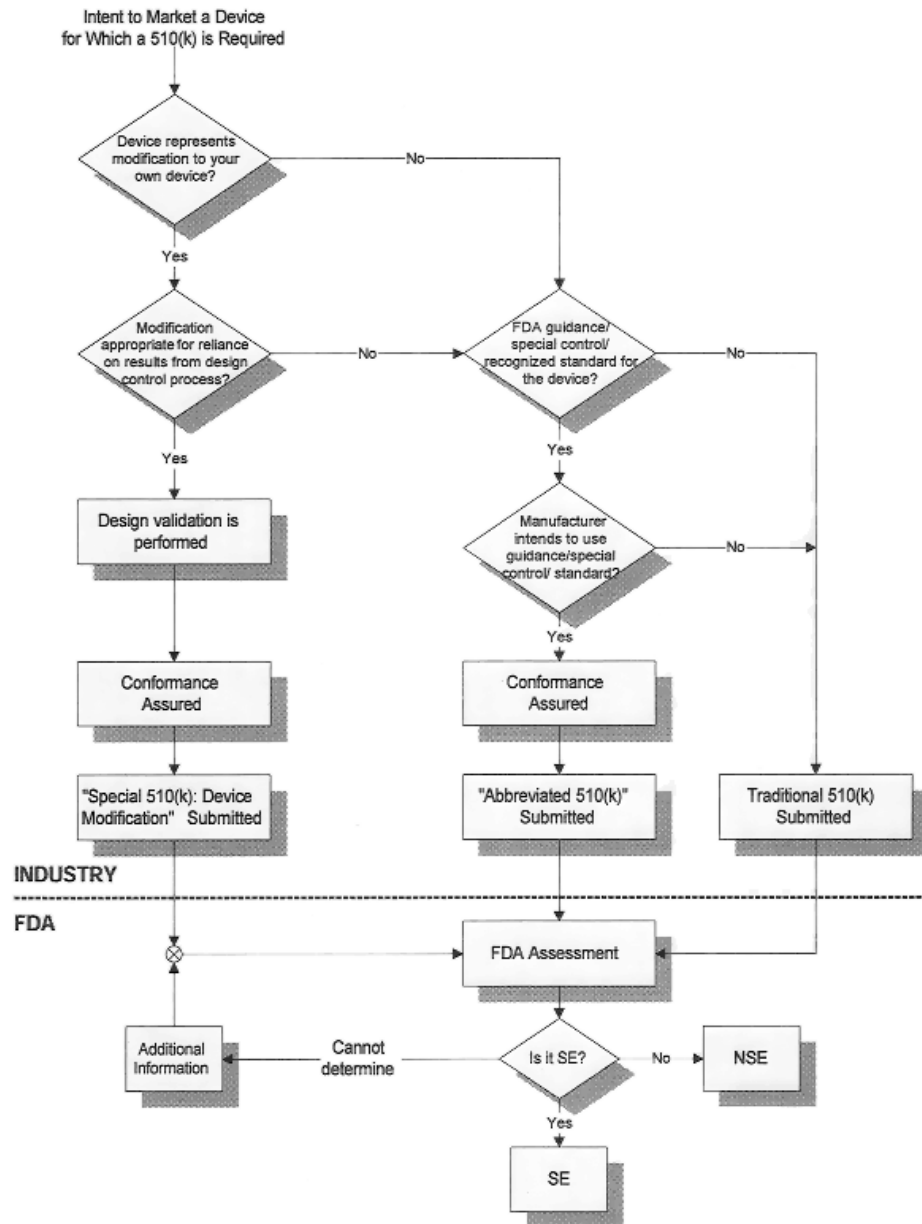 Intent to Market a Device
for Which a 510(k) is Required
Device represents
modification to your
own device?
No
Yes
Modification
appropriate for reliance
on results from design
control process?
No
FDA guidance/
special control/
recognized standard for
the device?
No
Yes
Yes
Design validation is
performed
Manufacturer
intends to use
guidance/special
control/ standard?
No
Yes
Conformance
Assured
Conformance
Assured
"Special 510(k): Device
Modification" Submitted
"Abbreviated 510(k)"
Submitted
Traditional 510(k)
Submitted
INDUSTRY
FDA
FDA Assessment
Additional
Information
Cannot
determine
Is it SE?
No
NSE
Yes
SE